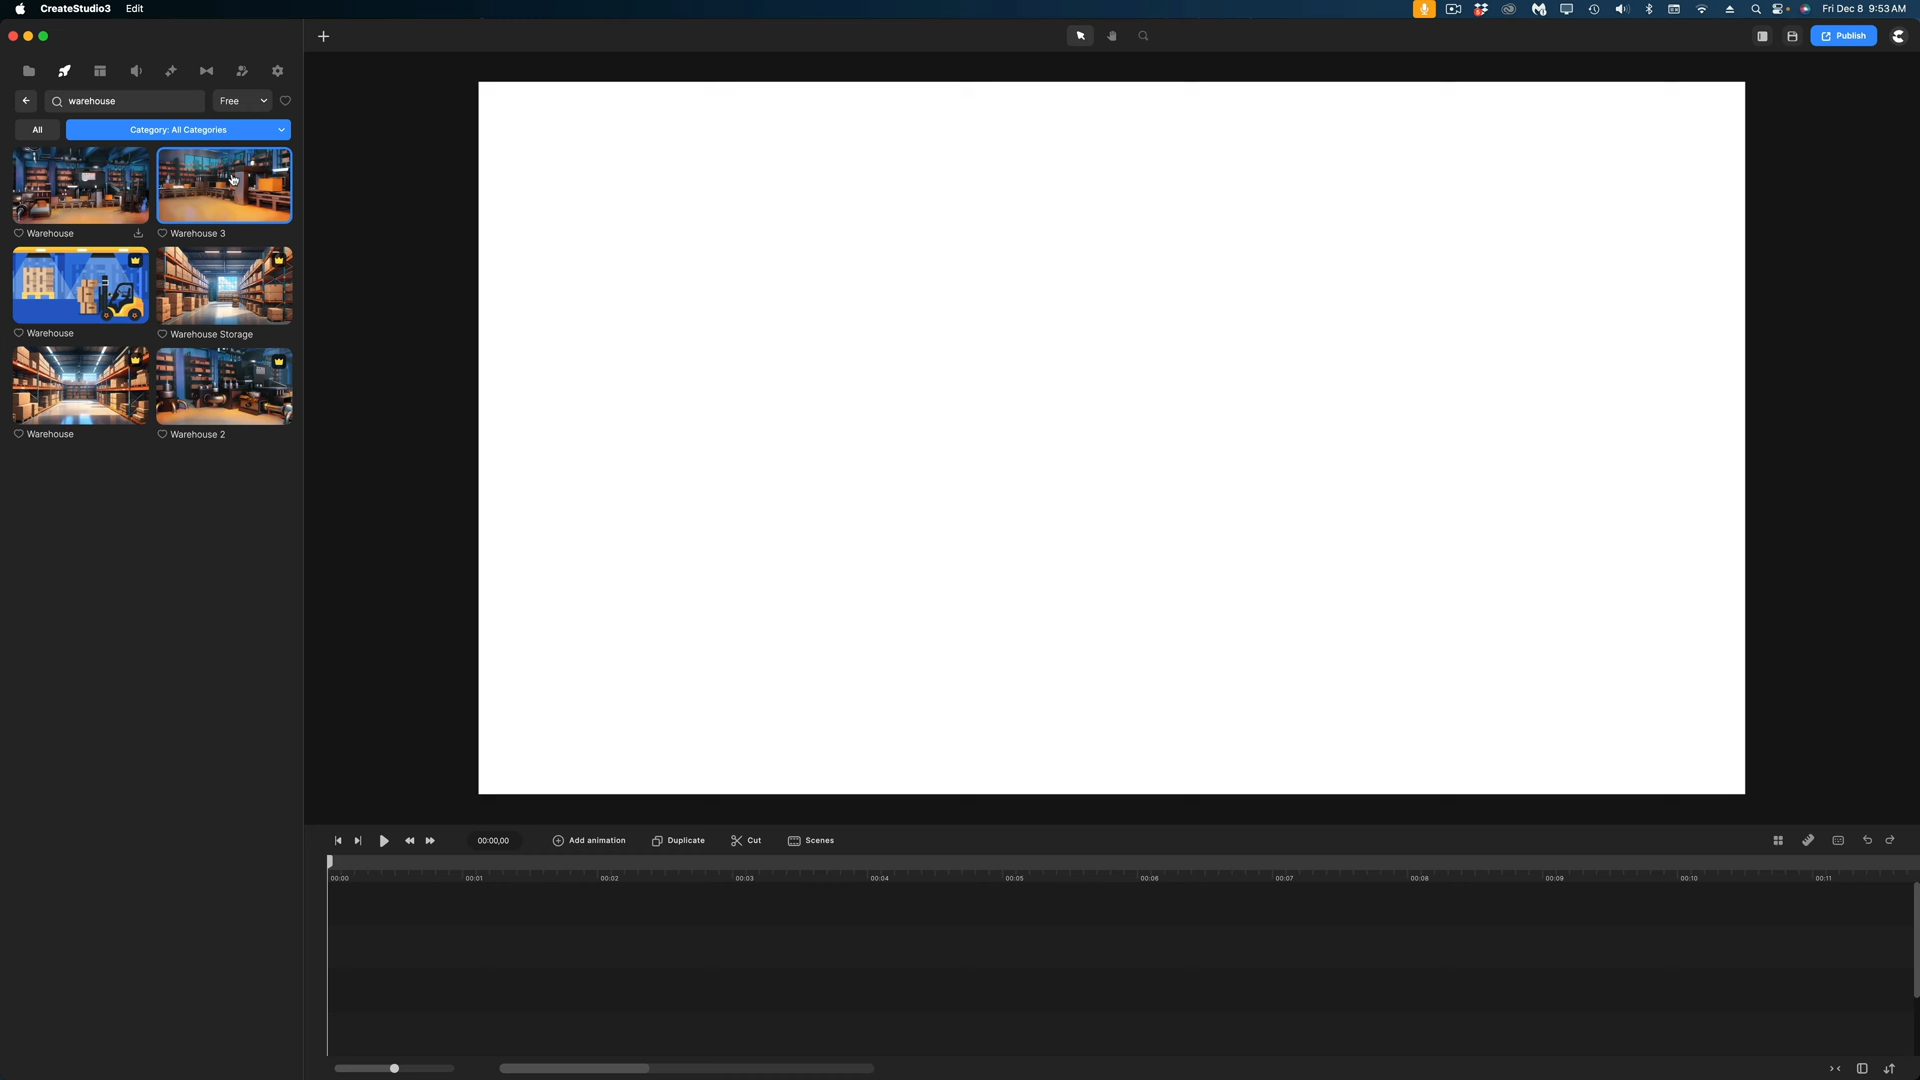 CreateStudio3 Edit
Fri Dec 8 9:53 AM
Publish
warehouse
Free
All
Category: All Categories
Warehouse
Warehouse 3
Warehouse
Warehouse Storage
Warehouse
Warehouse 2
00:00,00
Add animation
Duplicate
Cut
Scenes
00:00 00:01 00:02 00:03 00:04 00:05 00:06 00:07 00:08 00:09 00:10 00:11